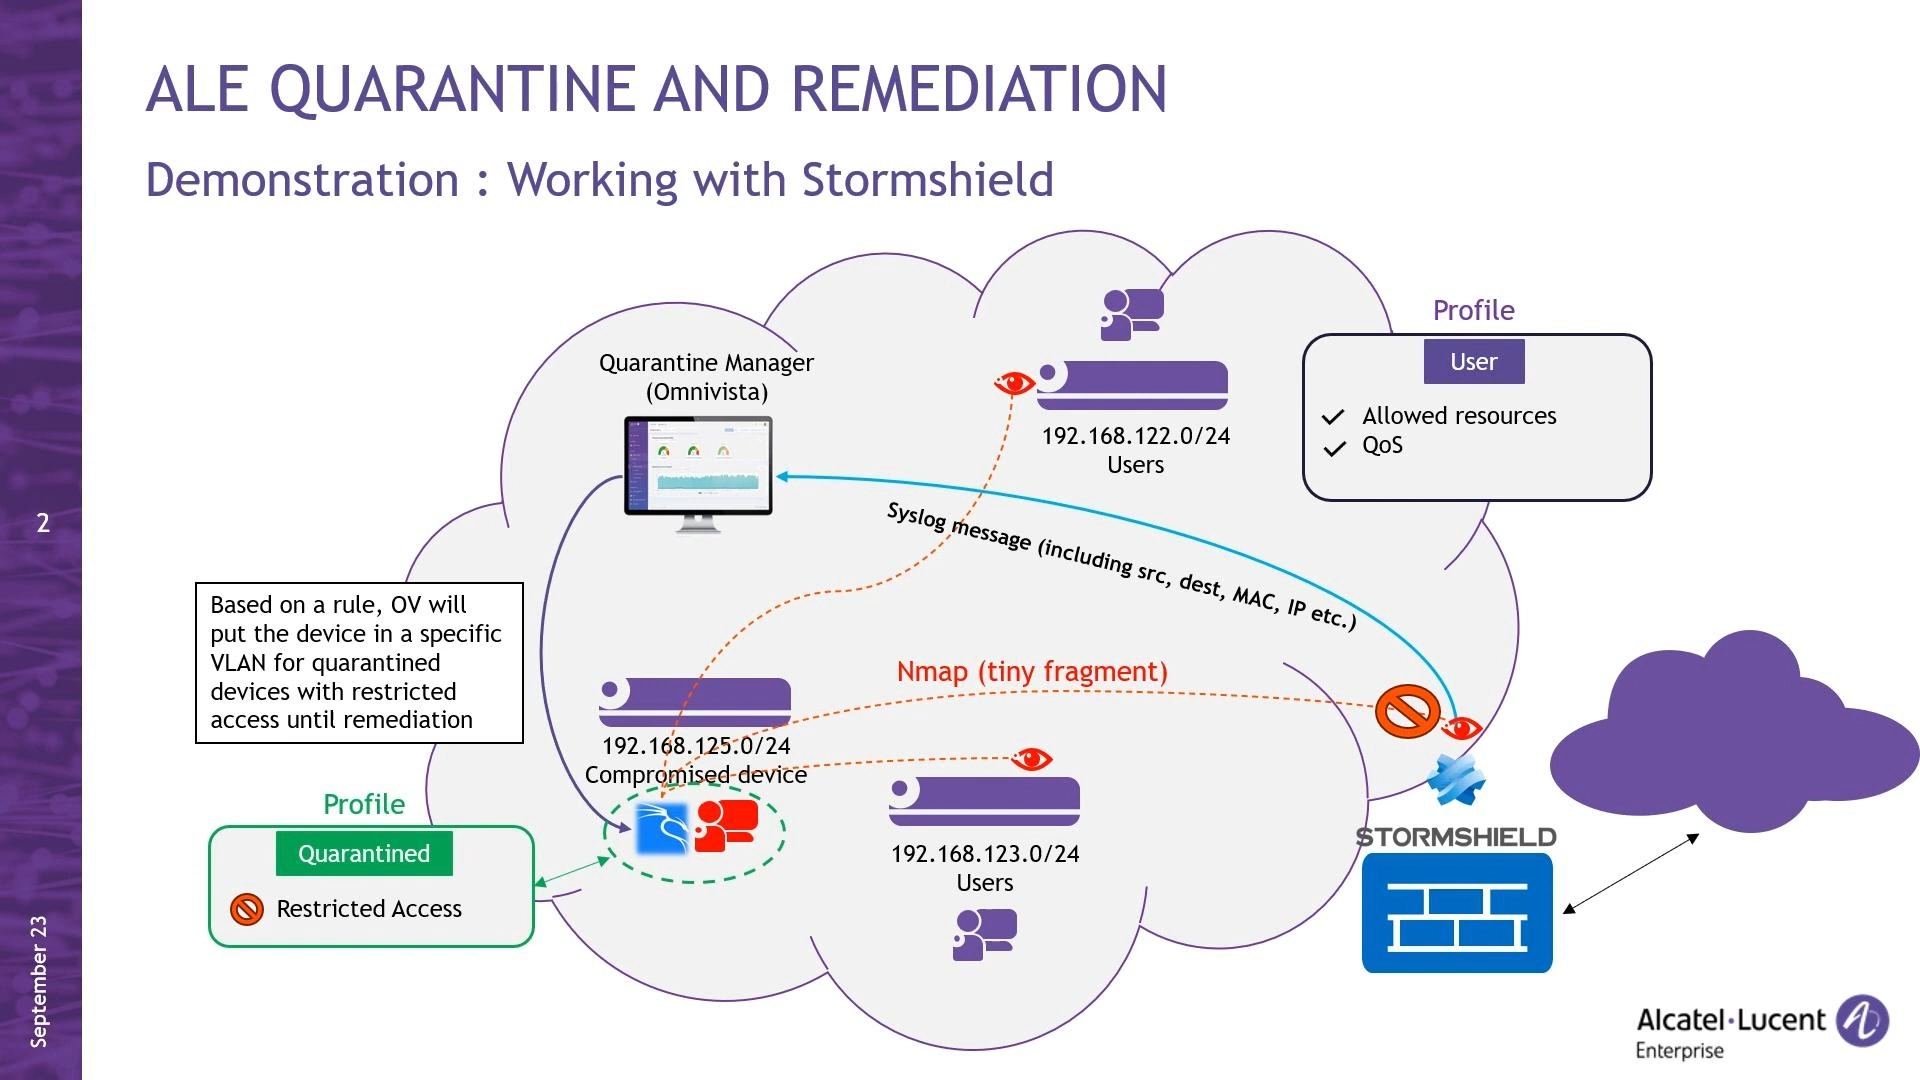 ALE QUARANTINE AND REMEDIATION
Demonstration : Working with Stormshield
Profile
User
Allowed resources
QoS
Quarantine Manager
(Omnivista)
192.168.122.0/24
Users
Syslog message (including src, dest, MAC, IP etc.)
2
Based on a rule, OV will
put the device in a specific
VLAN for quarantined
devices with restricted
access until remediation
Nmap (tiny fragment)
192.168.125.0/24
Compromised device
Profile
Quarantined
Restricted Access
192.168.123.0/24
Users
STORMSHIELD
September 23
Alcatel·Lucent
Enterprise